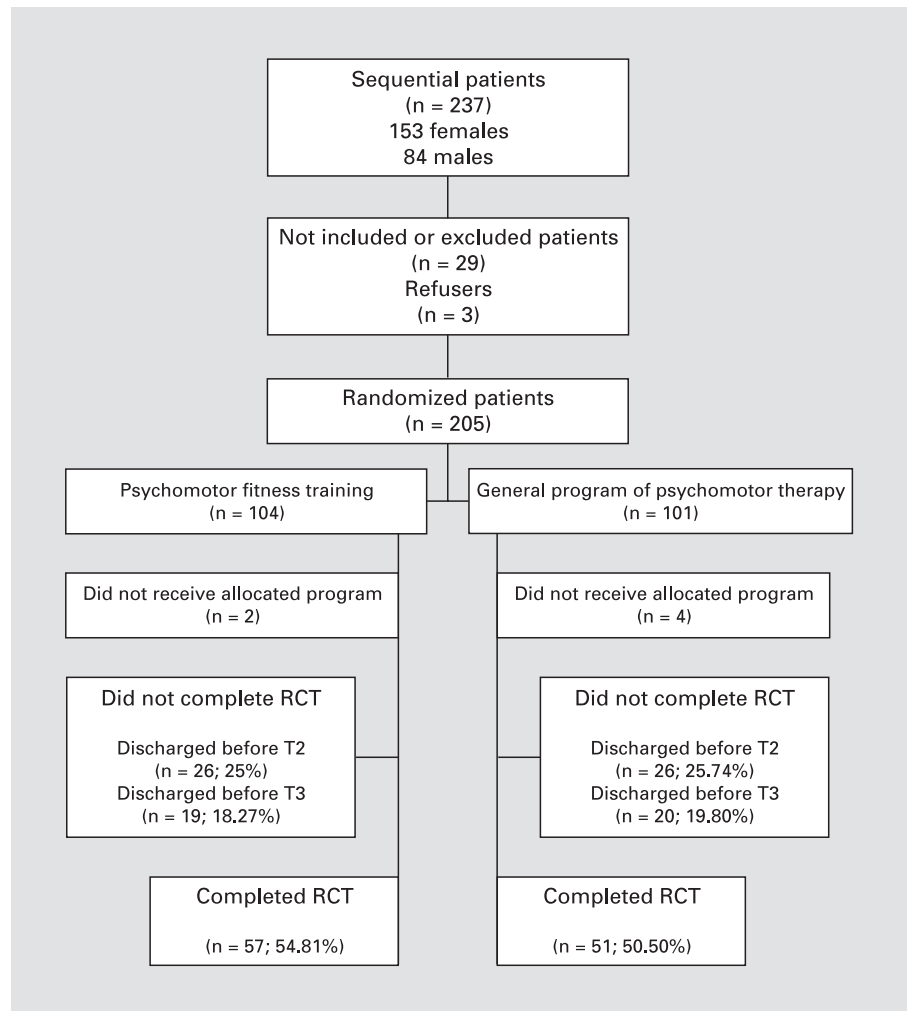 Sequential patients
(n = 237)
153 females
84 males
Not included or excluded patients
(n = 29)
Refusers
(n = 3)
Randomized patients
(n = 205)
Psychomotor fitness training
(n = 104)
General program of psychomotor therapy
(n = 101)
Did not receive allocated program
(n = 2)
Did not receive allocated program
(n = 4)
Did not complete RCT
Discharged before T2
(n = 26; 25%)
Discharged before T3
(n = 19; 18.27%)
Did not complete RCT
Discharged before T2
(n = 26; 25.74%)
Discharged before T3
(n = 20; 19.80%)
Completed RCT
(n = 57; 54.81%)
Completed RCT
(n = 51; 50.50%)